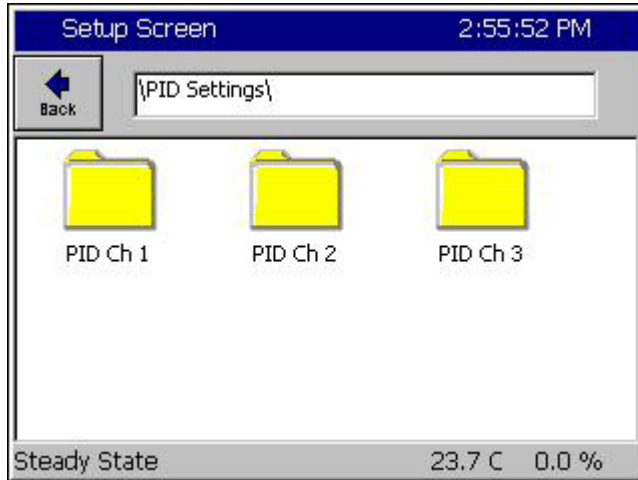 Setup Screen 2:55:52 PM
Back
\PID Settings\
PID Ch 1 PID Ch 2 PID Ch 3
Steady State 23.7 C 0.0 %